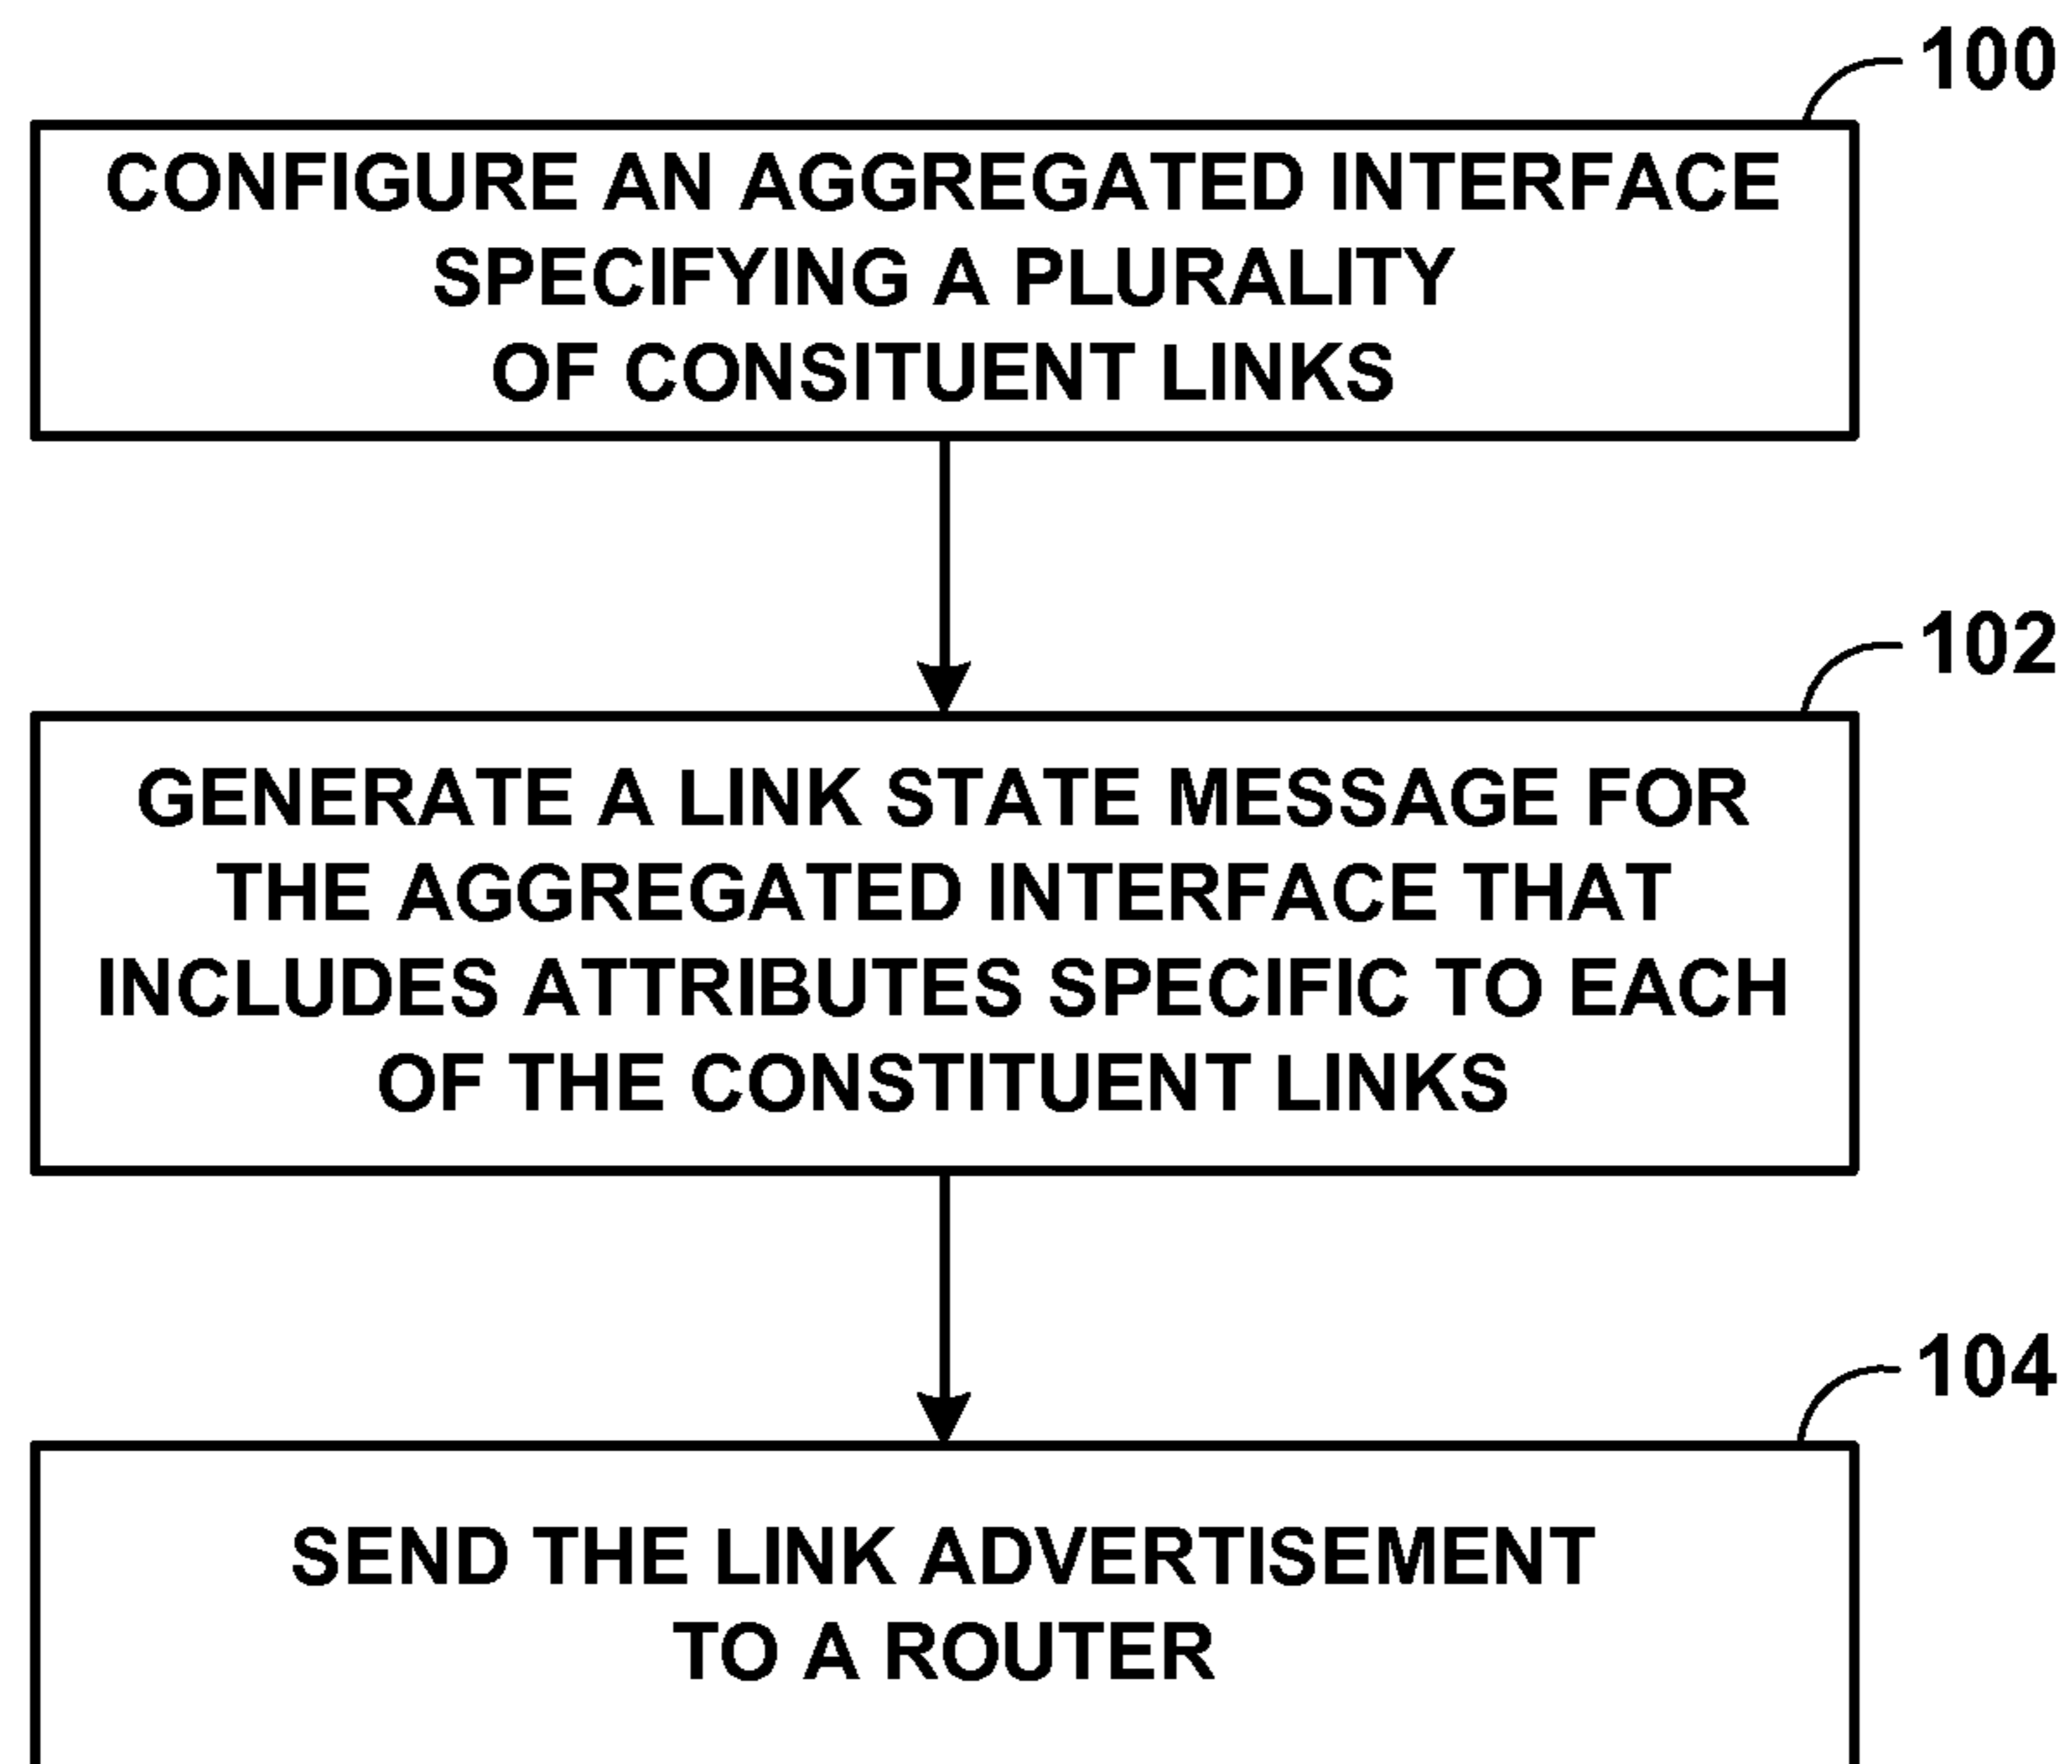 100
CONFIGURE AN AGGREGATED INTERFACE
SPECIFYING A PLURALITY
OF CONSITUENT LINKS
102
GENERATE A LINK STATE MESSAGE FOR
THE AGGREGATED INTERFACE THAT
INCLUDES ATTRIBUTES SPECIFIC TO EACH
OF THE CONSTITUENT LINKS
104
SEND THE LINK ADVERTISEMENT
TO A ROUTER